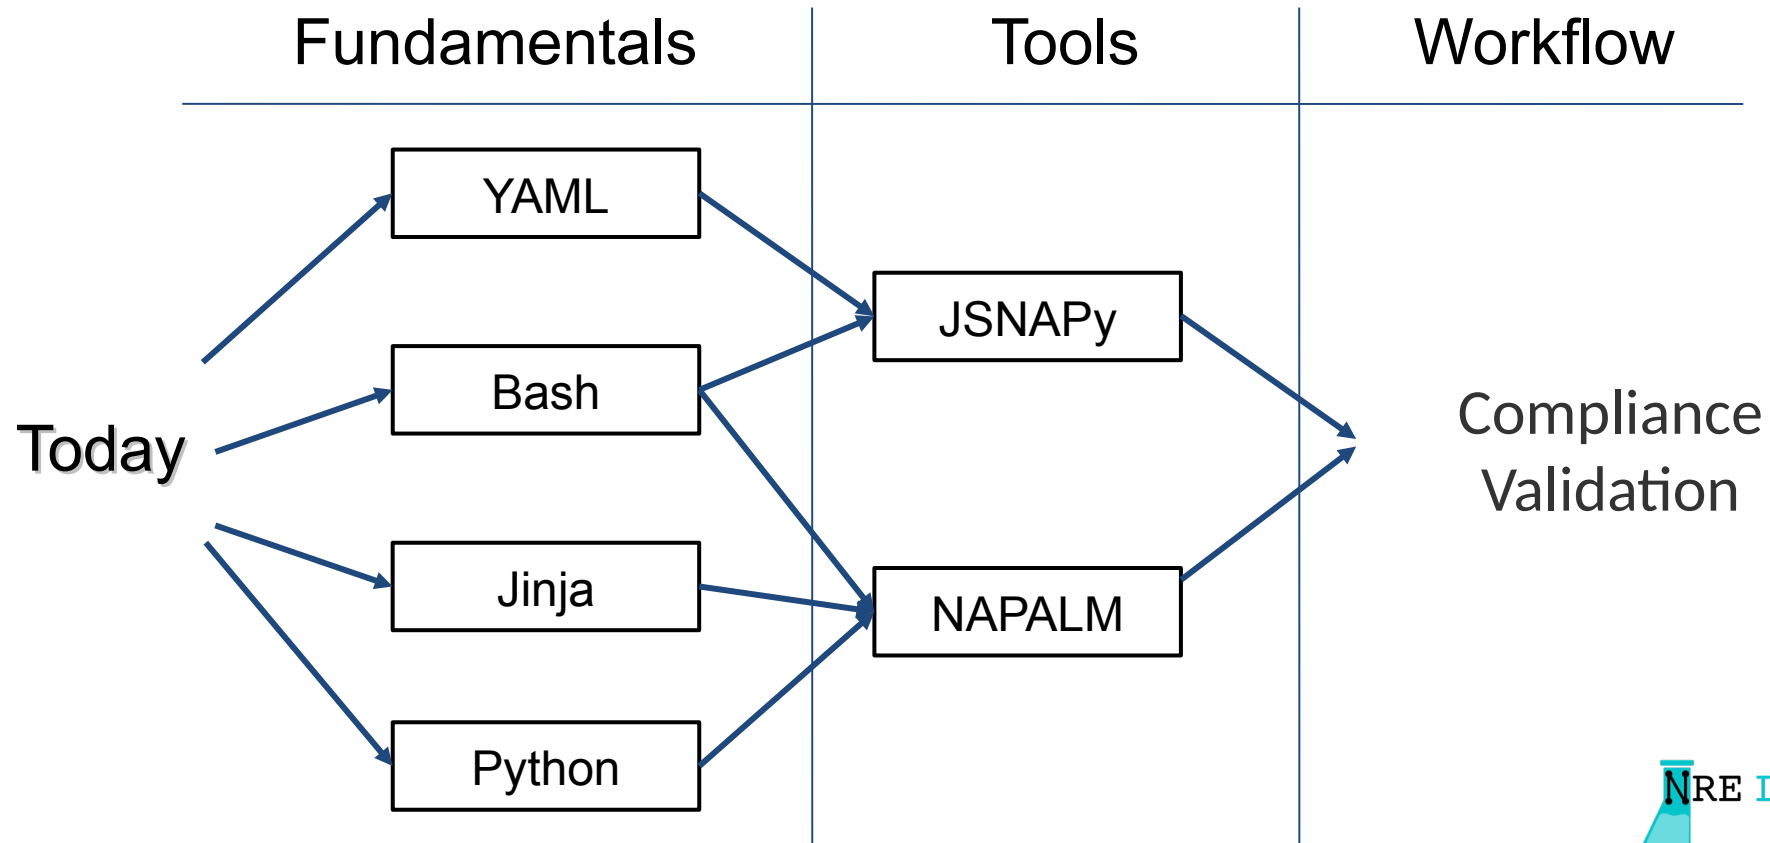 Fundamentals
Tools
Workflow
YAML
JSNAPy
Bash
Compliance
Validation
Today
Jinja
NAPALM
Python
NRE I